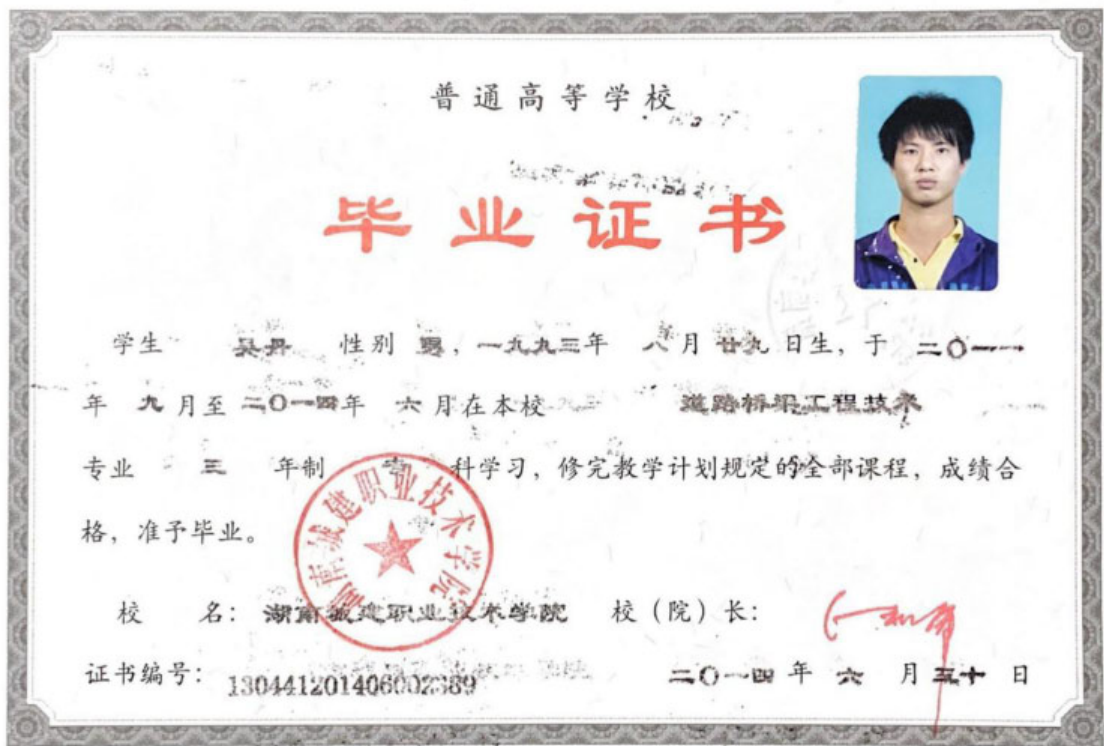 普通高等学校
毕业证书
学生 吴丹 性别 男，一九九三年 八月廿九日生，于 二〇一一
年 九月至二〇一四年 六月在本校 道路桥梁工程技术
专业 三 年制 专 科学习，修完教学计划规定的全部课程，成绩合
格，准予毕业。
湖南城建职业技术学院
校 名：湖南城建职业技术学院 校（院）长：
证书编号：130441201406002389 二〇一四年 六 月三十日